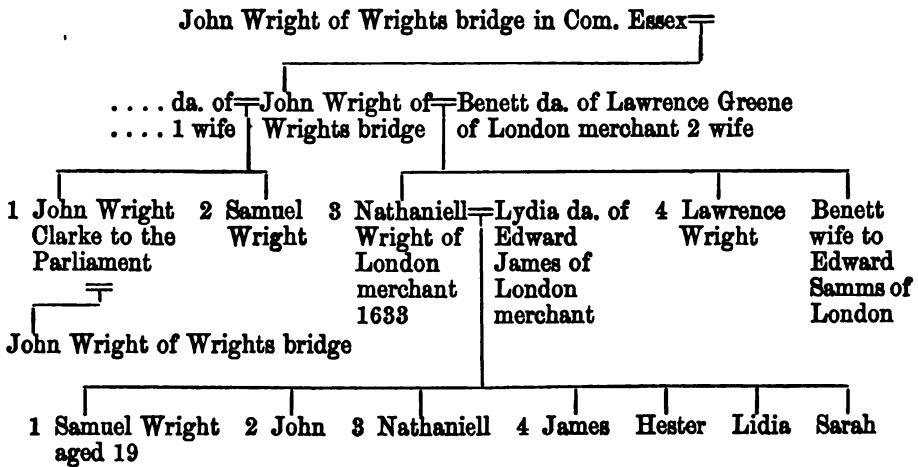 John Wright of Wrights bridge in Com. Essex
.... da. of John Wright of Benett da. of Lawrence Greene
.... 1 wife Wrights bridge of London merchant 2 wife
1 John Wright 2 Samuel 3 Nathaniell Lydia da. of 4 Lawrence Benett
Clarke to the Wright Wright of Edward Wright wife to
Parliament London James of Edward
merchant London Samms of
1633 merchant London
John Wright of Wrights bridge
1 Samuel Wright 2 John 3 Nathaniell 4 James Hester Lidia Sarah
aged 19